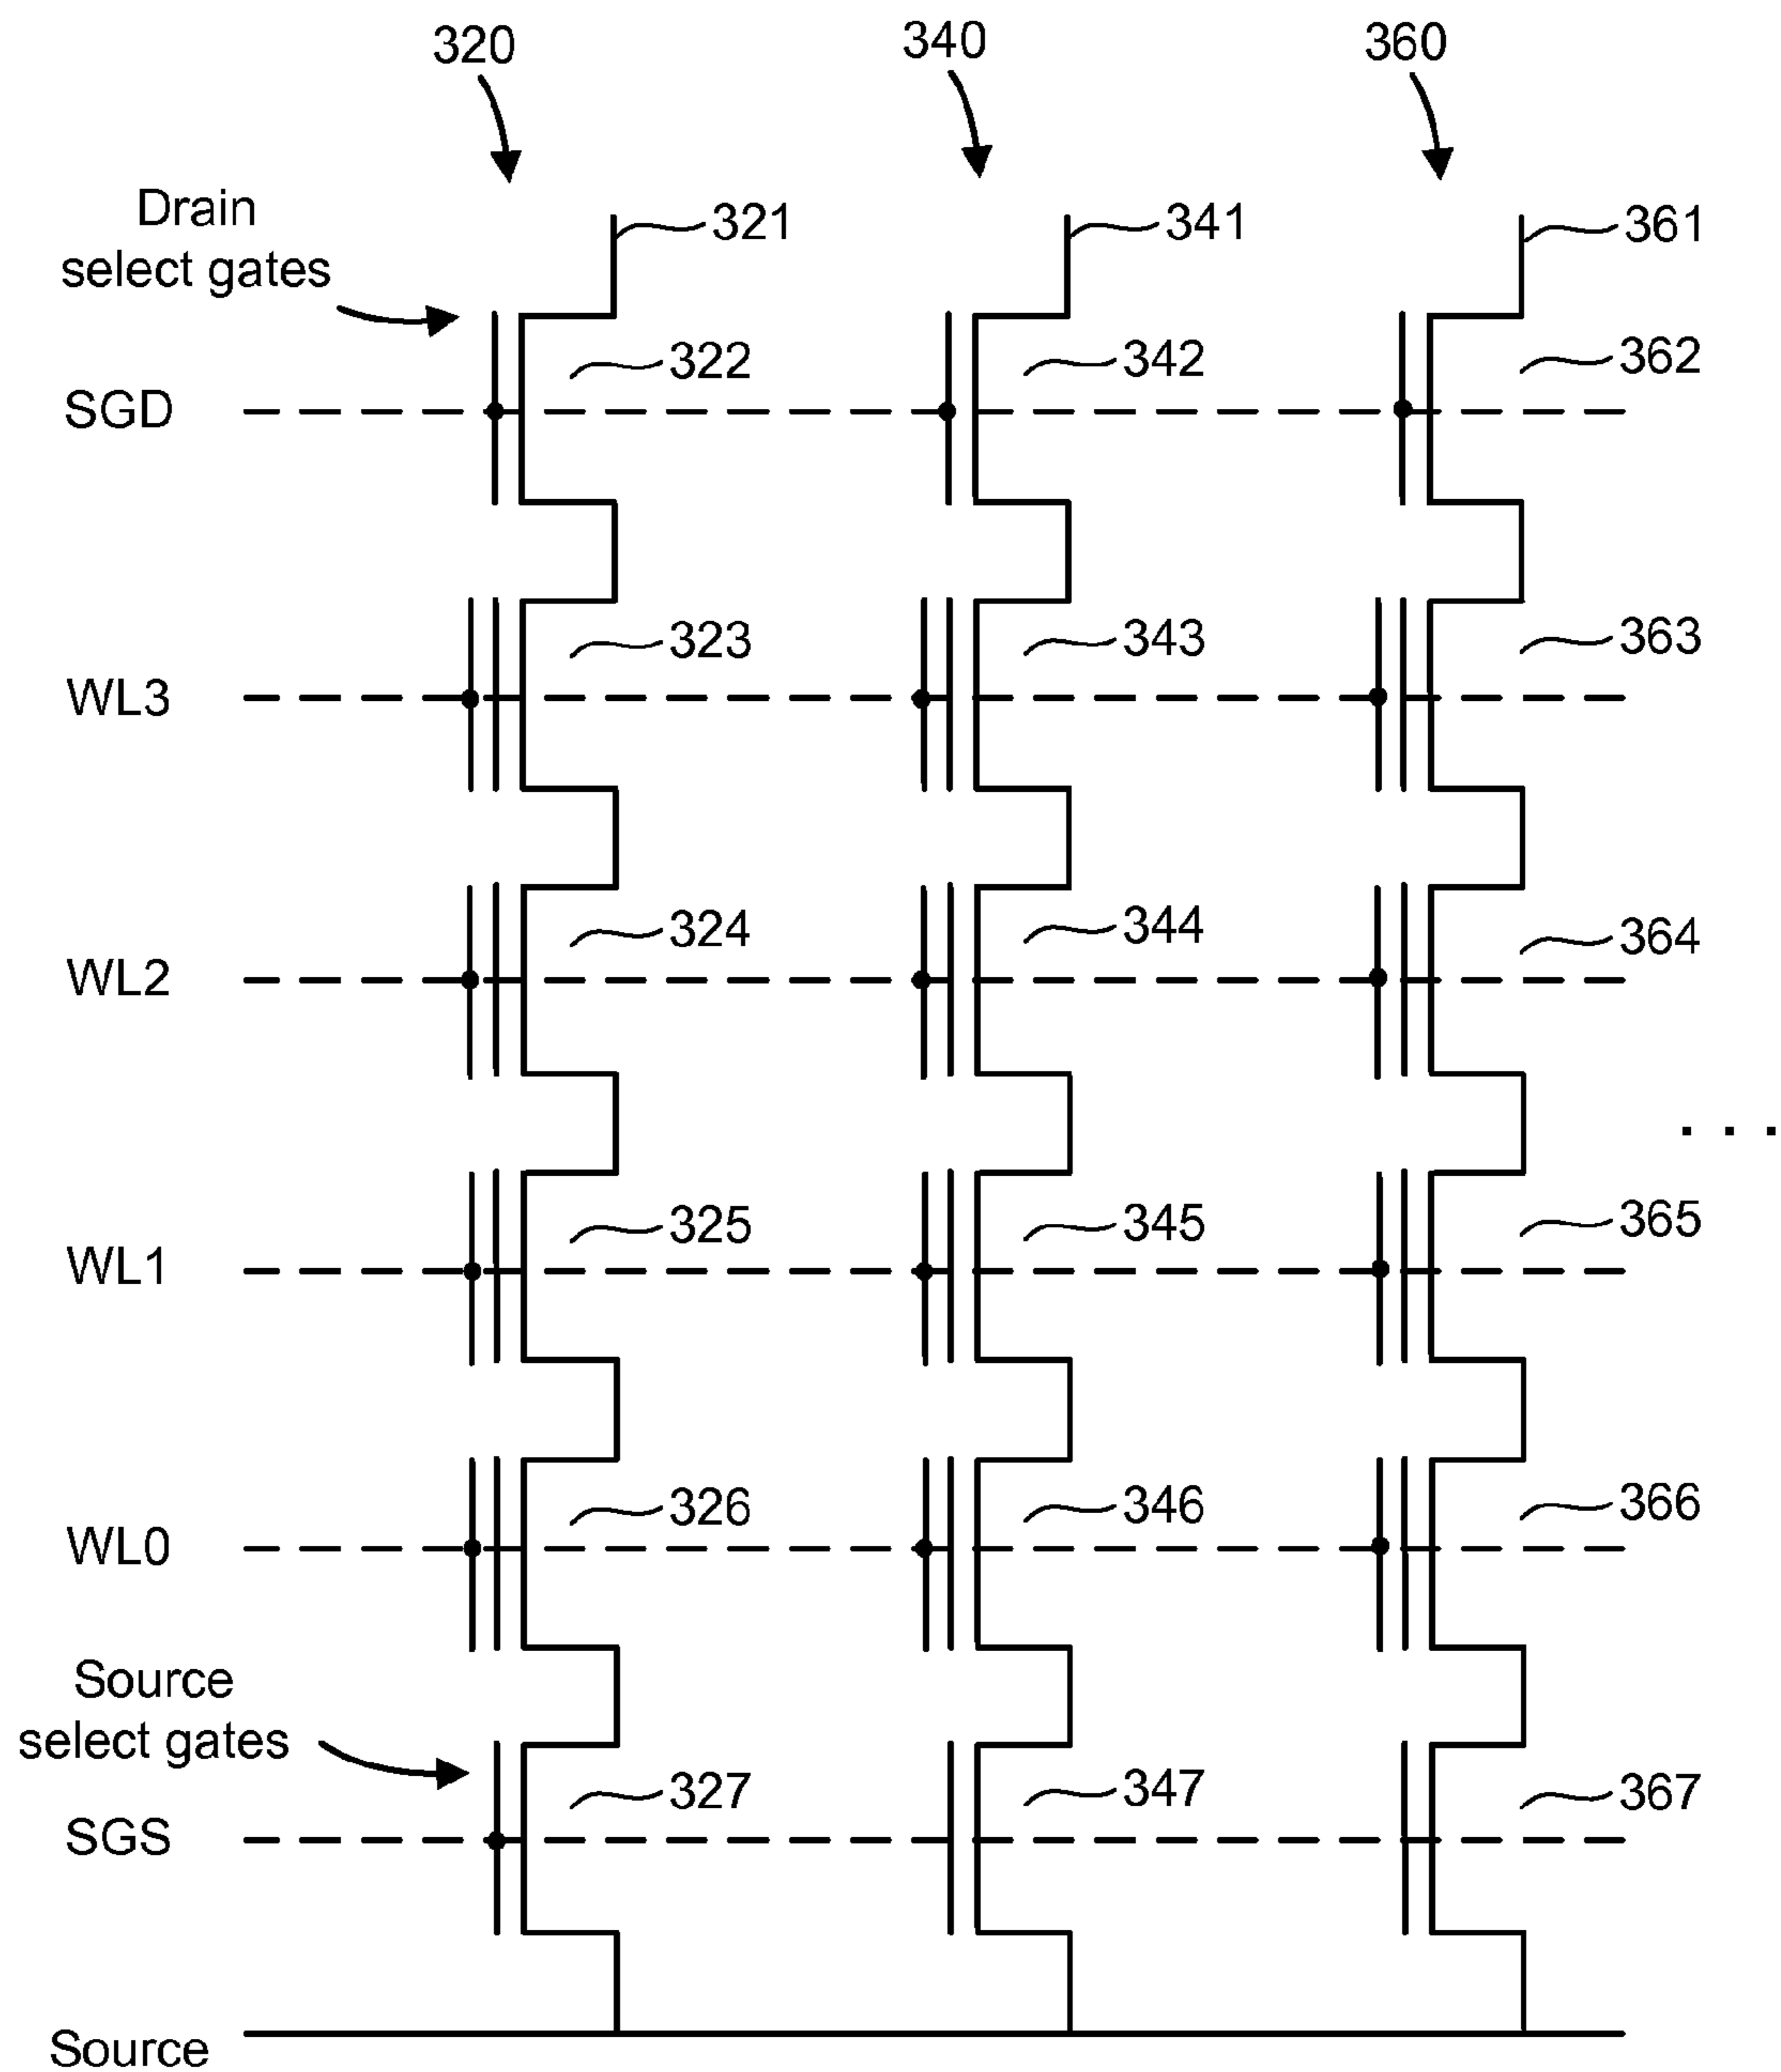 320 340 360
Drain
select gates
321 341 361
322 342 362
SGD
323 343 363
WL3
324 344 364
WL2
. . .
325 345 365
WL1
326 346 366
WL0
Source
select gates
327 347 367
SGS
Source